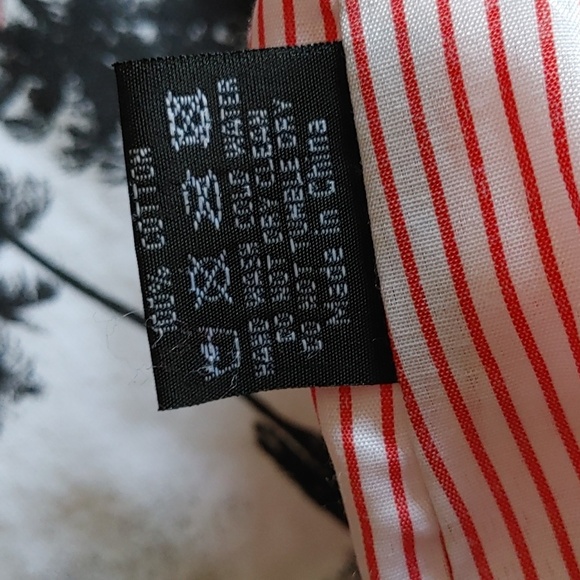 100% COTTON
HAND WASH COLD WATER
DO NOT DRY CLEAN
DO NOT TUMBLE DRY
Made in China